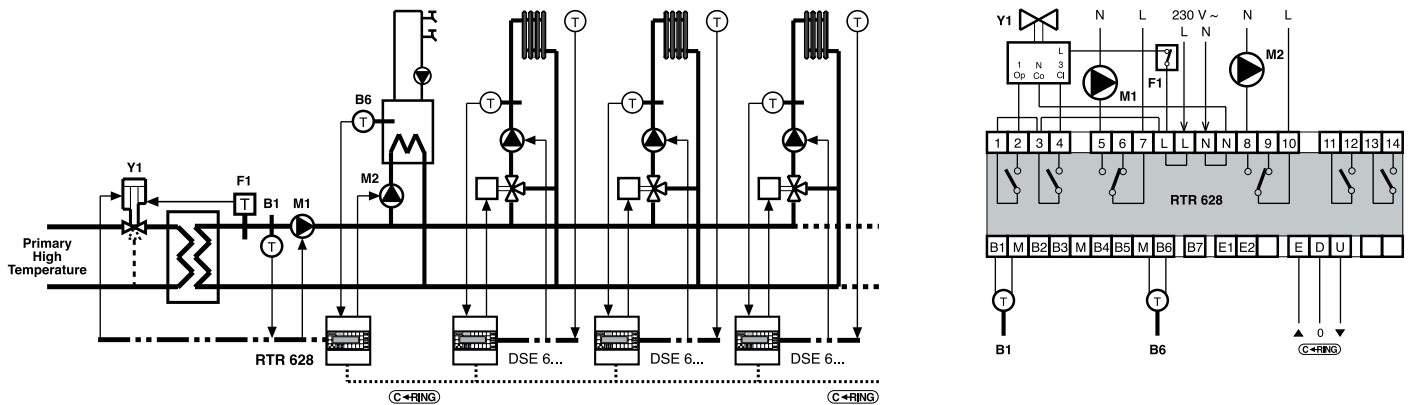 T T T T
B6
T T T T
Y1
F1
B1 M1
M2
T
T
Primary
High
Temperature
RTR 628 DSE 6... DSE 6... DSE 6...
C◄RING C◄RING
Y1 N L 230 V ~ N L
L N
L
1 N 3
Op Co Cl
F1
M2
M1
1 2 3 4 5 6 7 L L N N 8 9 10 11 12 13 14
RTR 628
B1 M B2 B3 M B4 B5 M B6 B7 E1 E2 E D U
T T
▲ 0 ▼
B1 B6 C◄RING